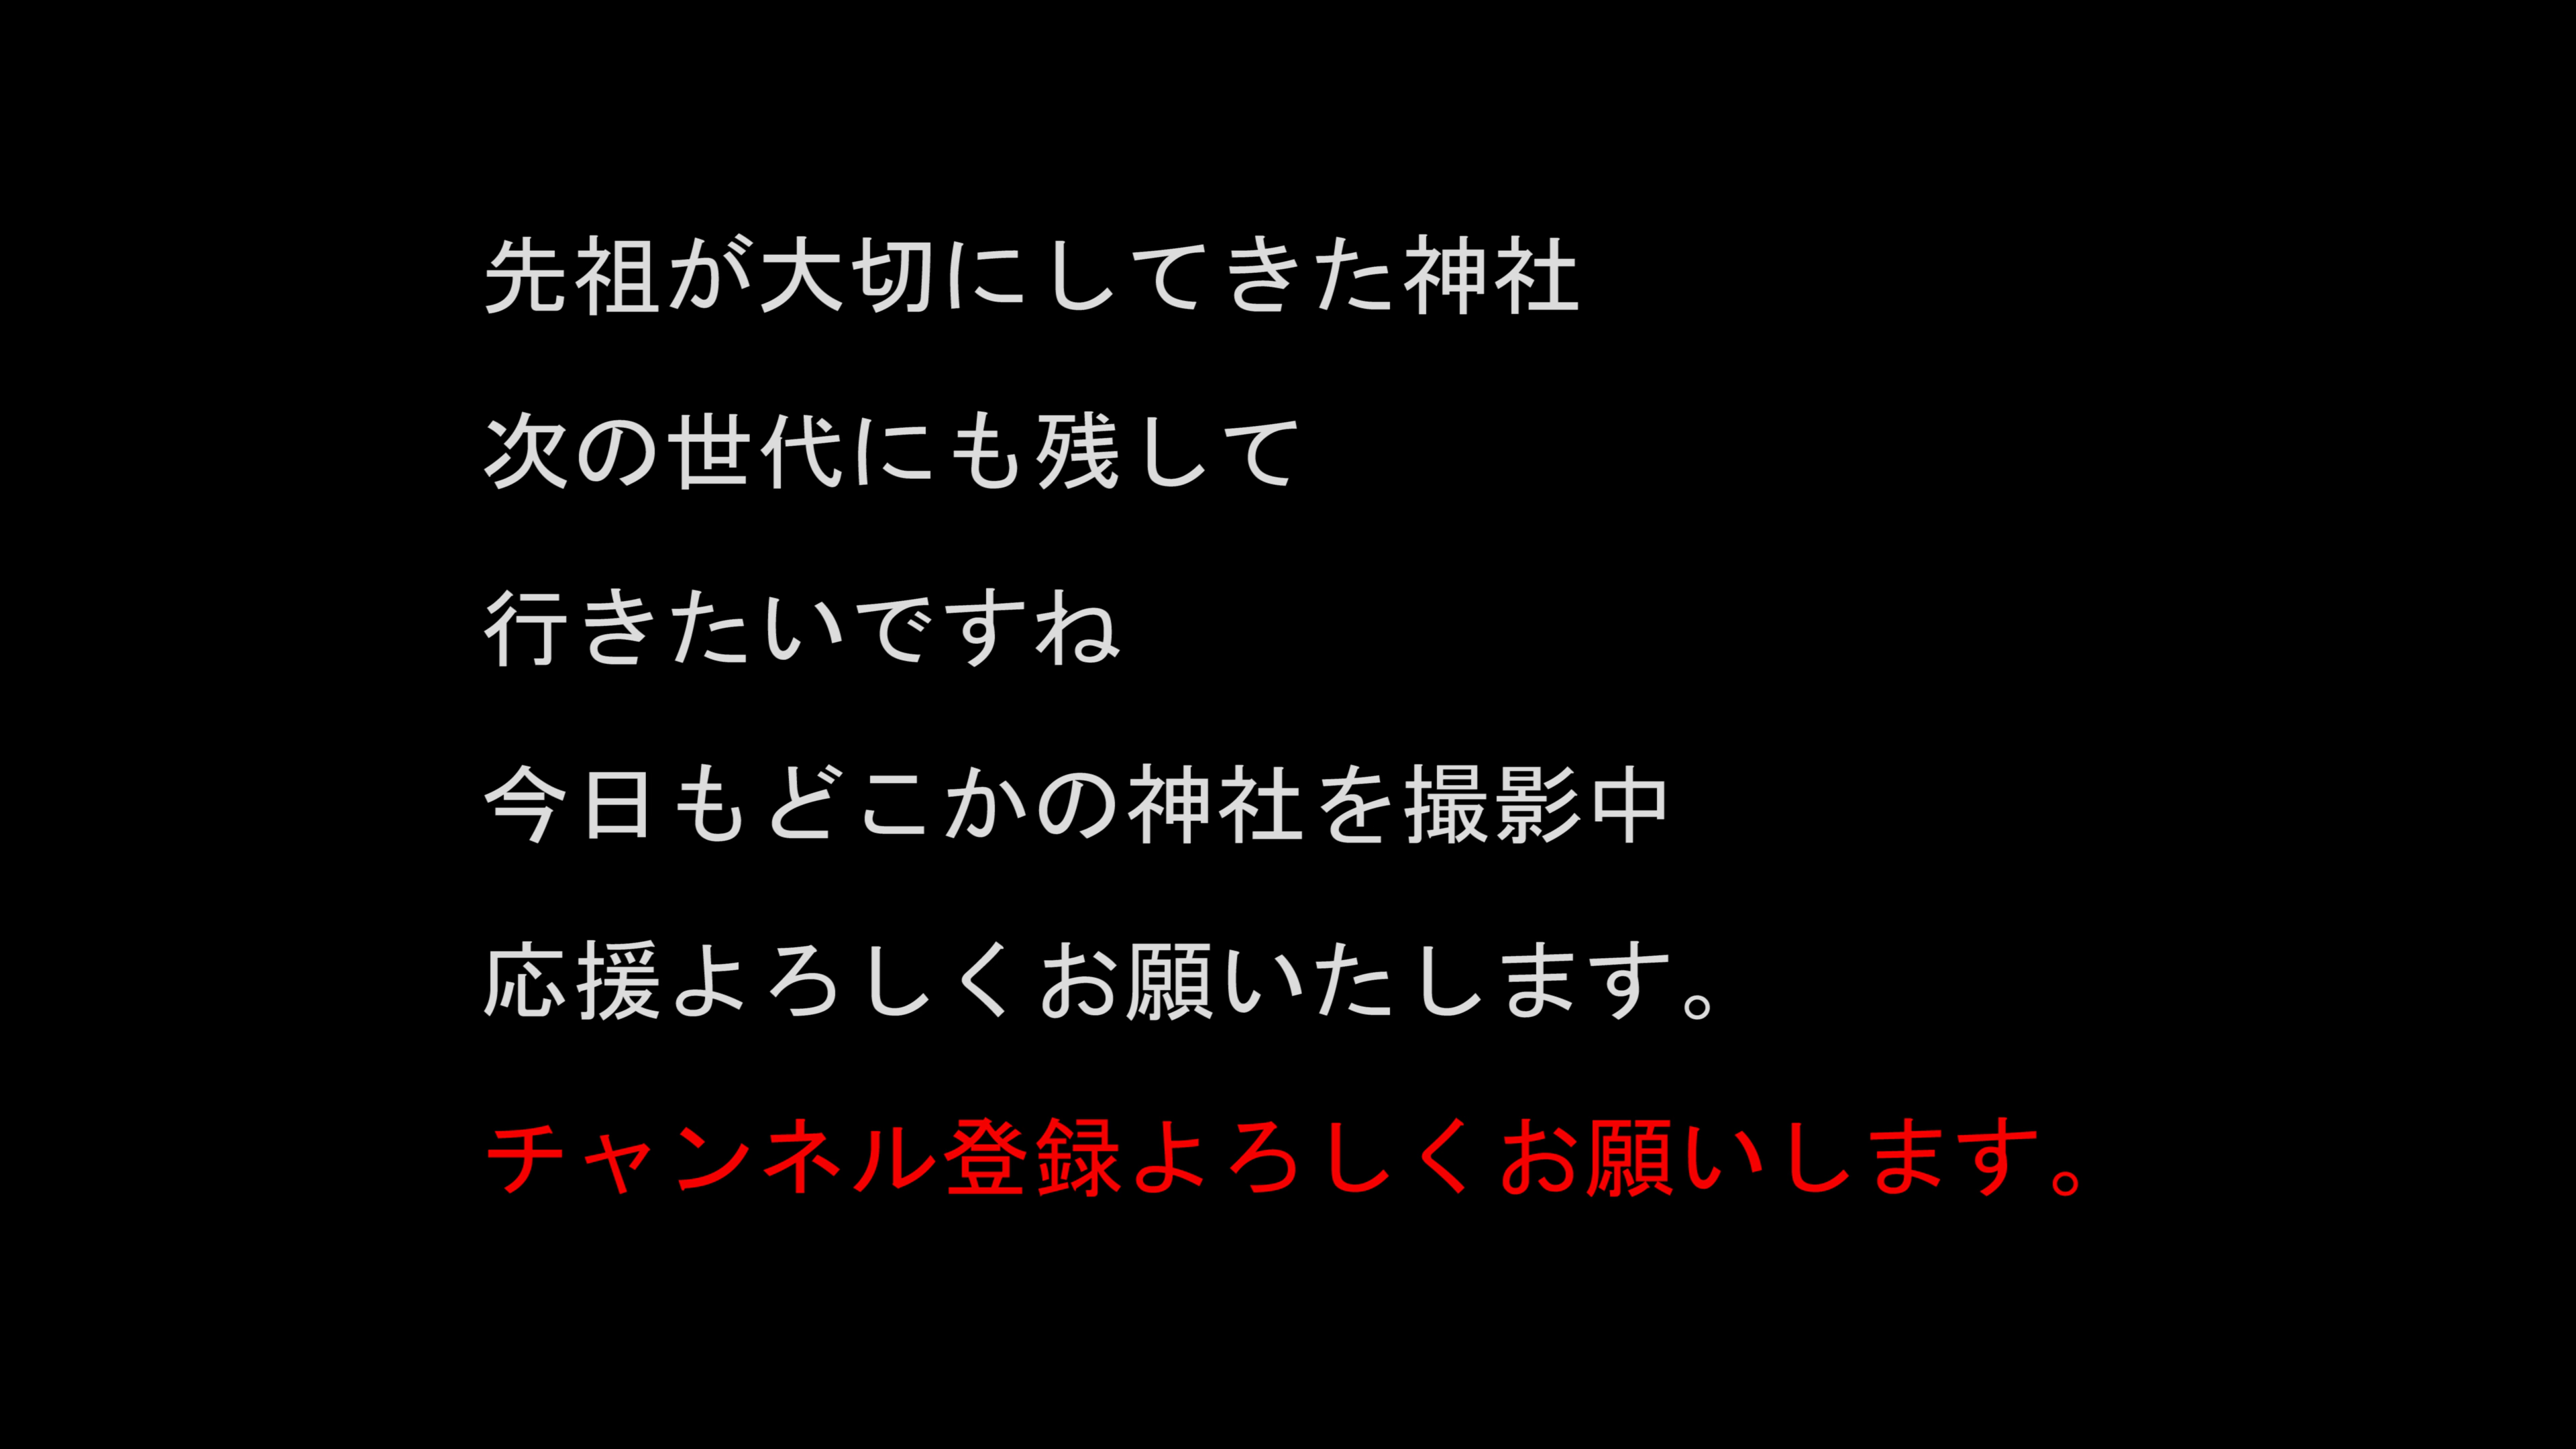 先祖が大切にしてきた神社
次の世代にも残して
行きたいですね
今日もどこかの神社を撮影中
応援よろしくお願いたします。
チャンネル登録よろしくお願いします。